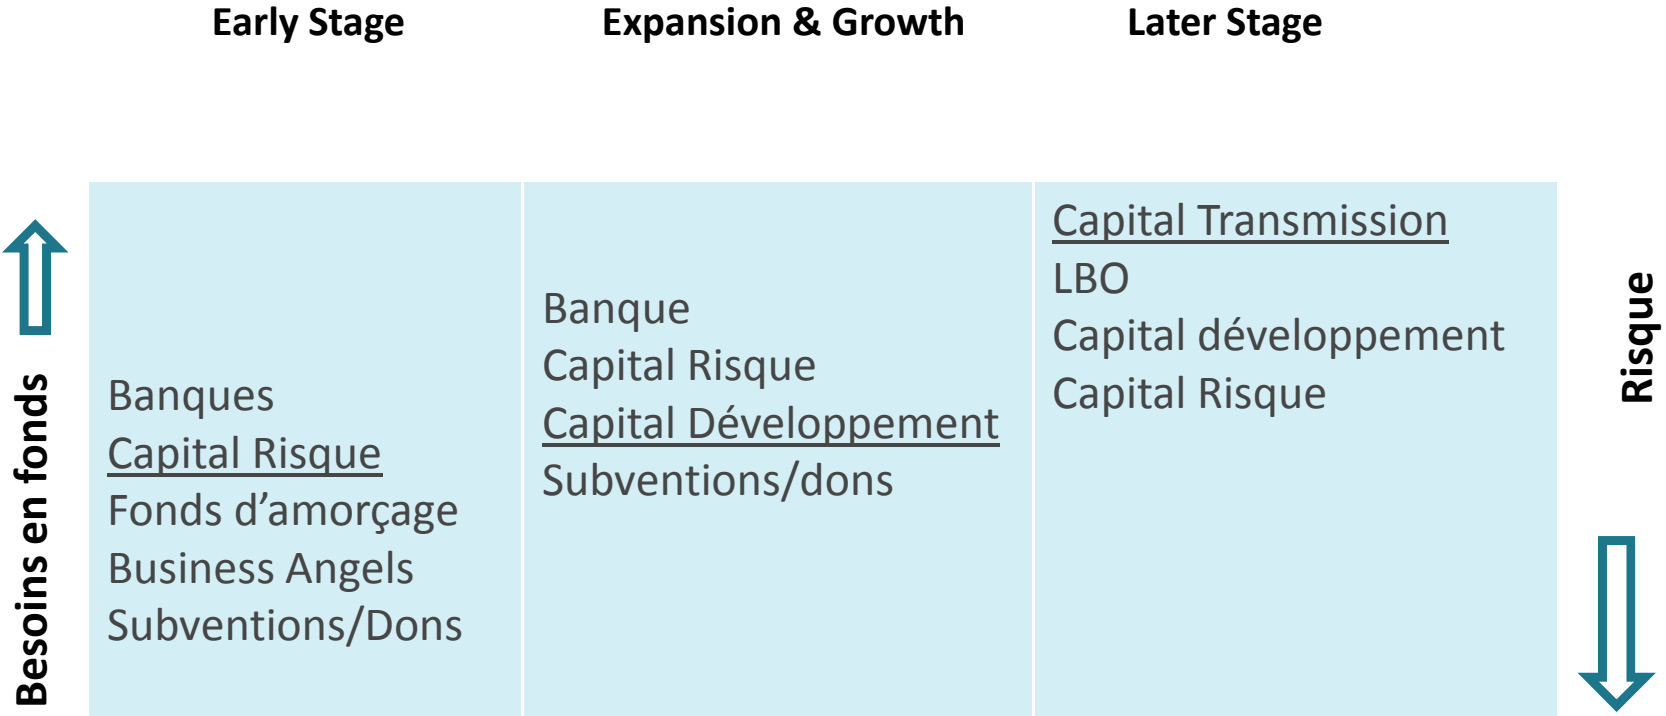 Early Stage
Expansion & Growth
Later Stage
Besoins en fonds
Banques
Capital Risque
Fonds d’amorçage
Business Angels
Subventions/Dons
Banque
Capital Risque
Capital Développement
Subventions/dons
Capital Transmission
LBO
Capital développement
Capital Risque
Risque